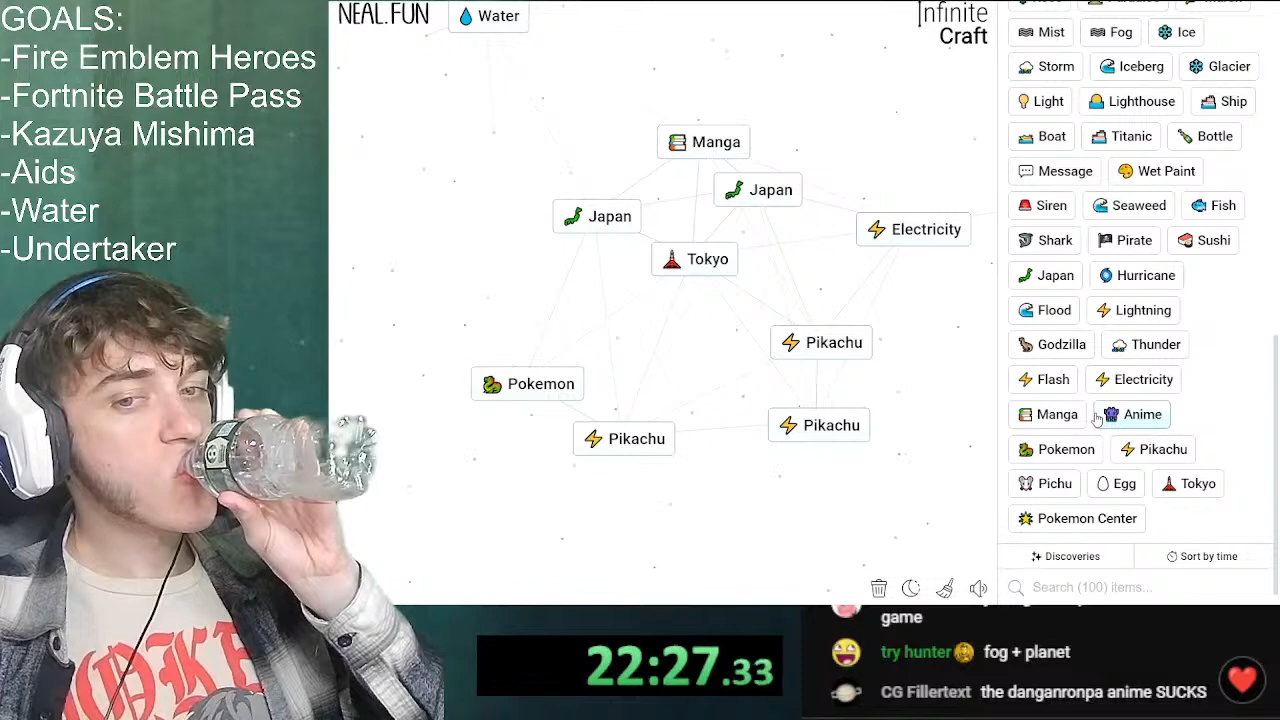 GOALS:
-Fire Emblem Heroes
-Fortnite Battle Pass
-Kazuya Mishima
-Aids
-Water
-Undertaker
NEAL.FUN
Water
Infinite
Craft
Manga
Japan
Japan
Electricity
Tokyo
Pikachu
Pokemon
Pikachu
Pikachu
Mist Fog Ice
Storm Iceberg Glacier
Light Lighthouse Ship
Boat Titanic Bottle
Message Wet Paint
Siren Seaweed Fish
Shark Pirate Sushi
Japan Hurricane
Flood Lightning
Godzilla Thunder
Flash Electricity
Manga Anime
Pokemon Pikachu
Pichu Egg Tokyo
Pokemon Center
Discoveries Sort by time
Search (100) items...
22:27.33
game
try hunter fog + planet
CG Fillertext the danganronpa anime SUCKS